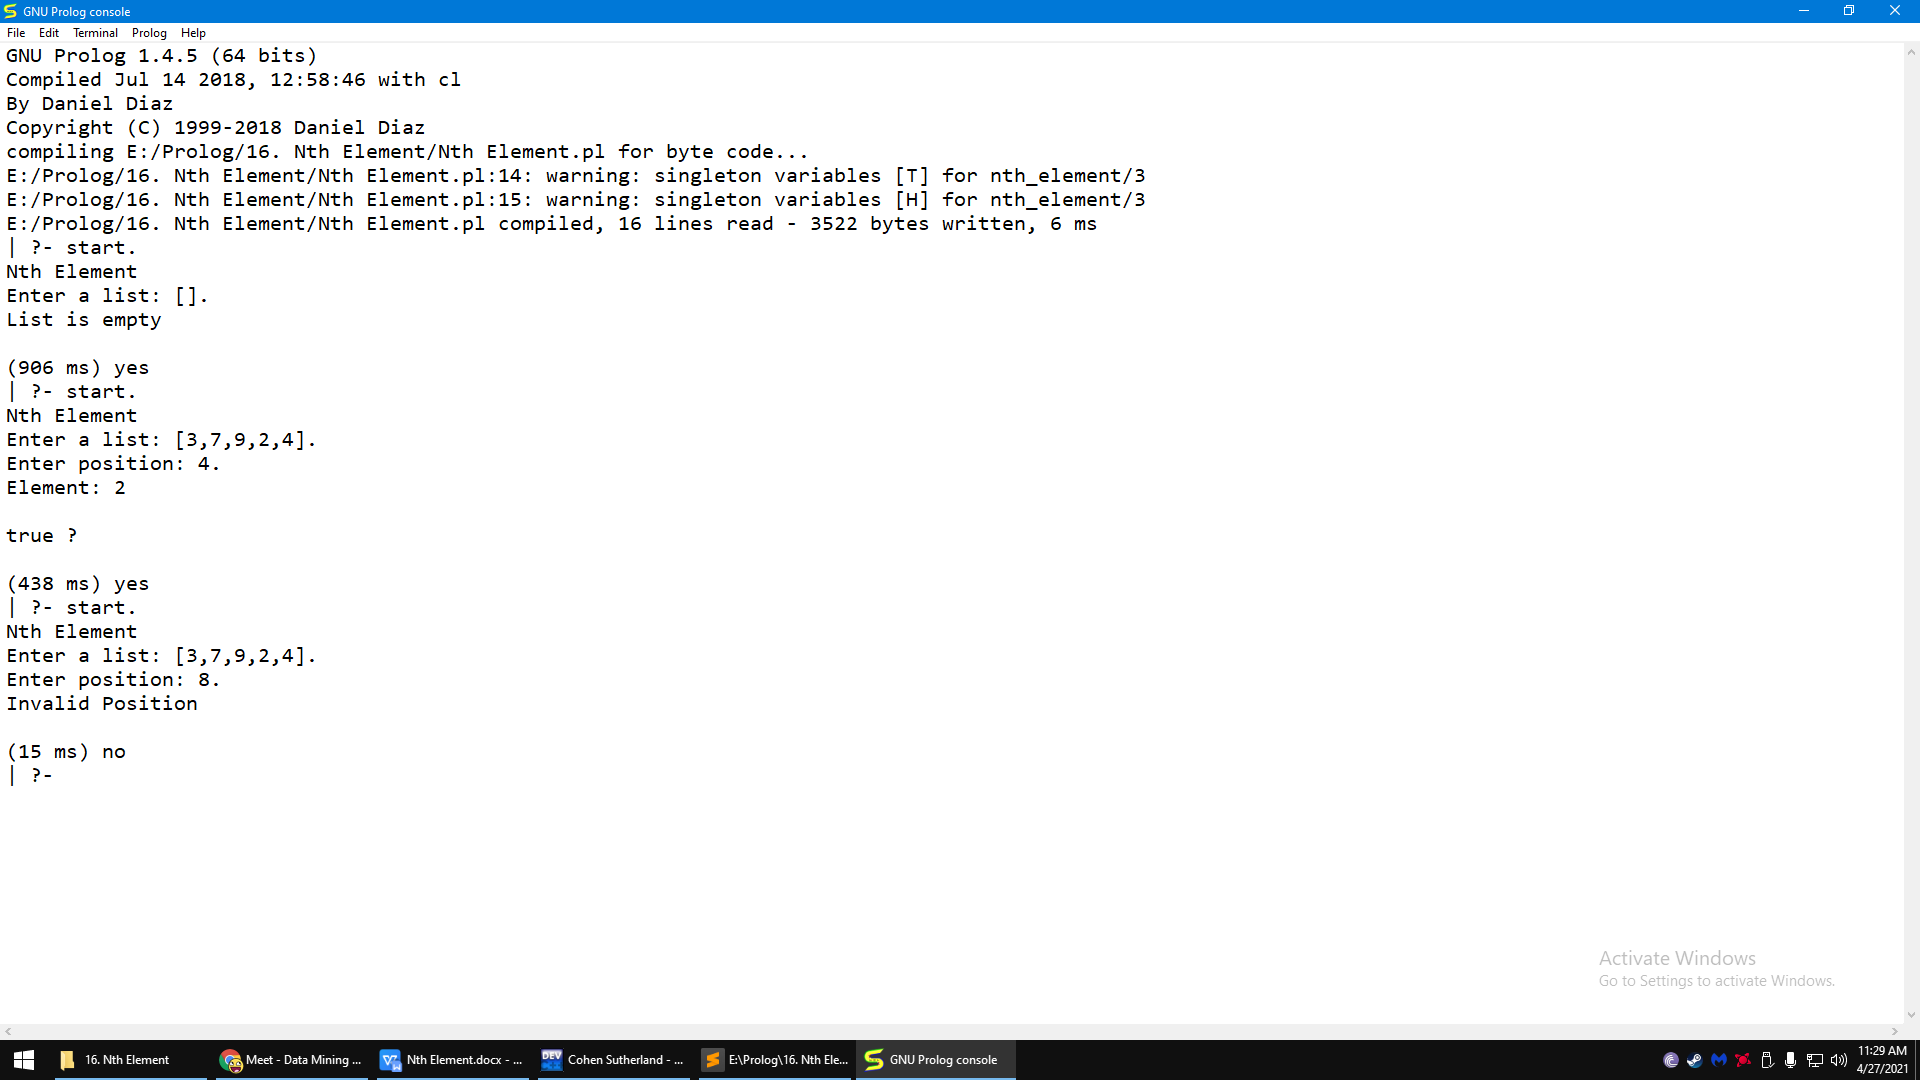 GNU Prolog console
File Edit Terminal Prolog Help
GNU Prolog 1.4.5 (64 bits)
Compiled Jul 14 2018, 12:58:46 with cl
By Daniel Diaz
Copyright (C) 1999-2018 Daniel Diaz
compiling E:/Prolog/16. Nth Element/Nth Element.pl for byte code...
E:/Prolog/16. Nth Element/Nth Element.pl:14: warning: singleton variables [T] for nth_element/3
E:/Prolog/16. Nth Element/Nth Element.pl:15: warning: singleton variables [H] for nth_element/3
E:/Prolog/16. Nth Element/Nth Element.pl compiled, 16 lines read - 3522 bytes written, 6 ms
| ?- start.
Nth Element
Enter a list: [].
List is empty
(906 ms) yes
| ?- start.
Nth Element
Enter a list: [3,7,9,2,4].
Enter position: 4.
Element: 2
true ?
(438 ms) yes
| ?- start.
Nth Element
Enter a list: [3,7,9,2,4].
Enter position: 8.
Invalid Position
(15 ms) no
| ?-
Activate Windows
Go to Settings to activate Windows.
16. Nth Element
Meet - Data Mining ...
Nth Element.docx - ...
DEV
Cohen Sutherland - ...
E:\Prolog\16. Nth Ele...
GNU Prolog console
11:29 AM
4/27/2021